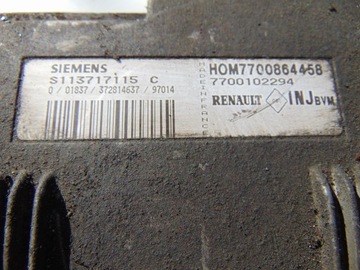 SIEMENS
S113717115 C
0 / 01837 / 372814637 / 97014
MADE IN FRANCE
HOM7700864458
7700102294
RENAULT INJ BVM